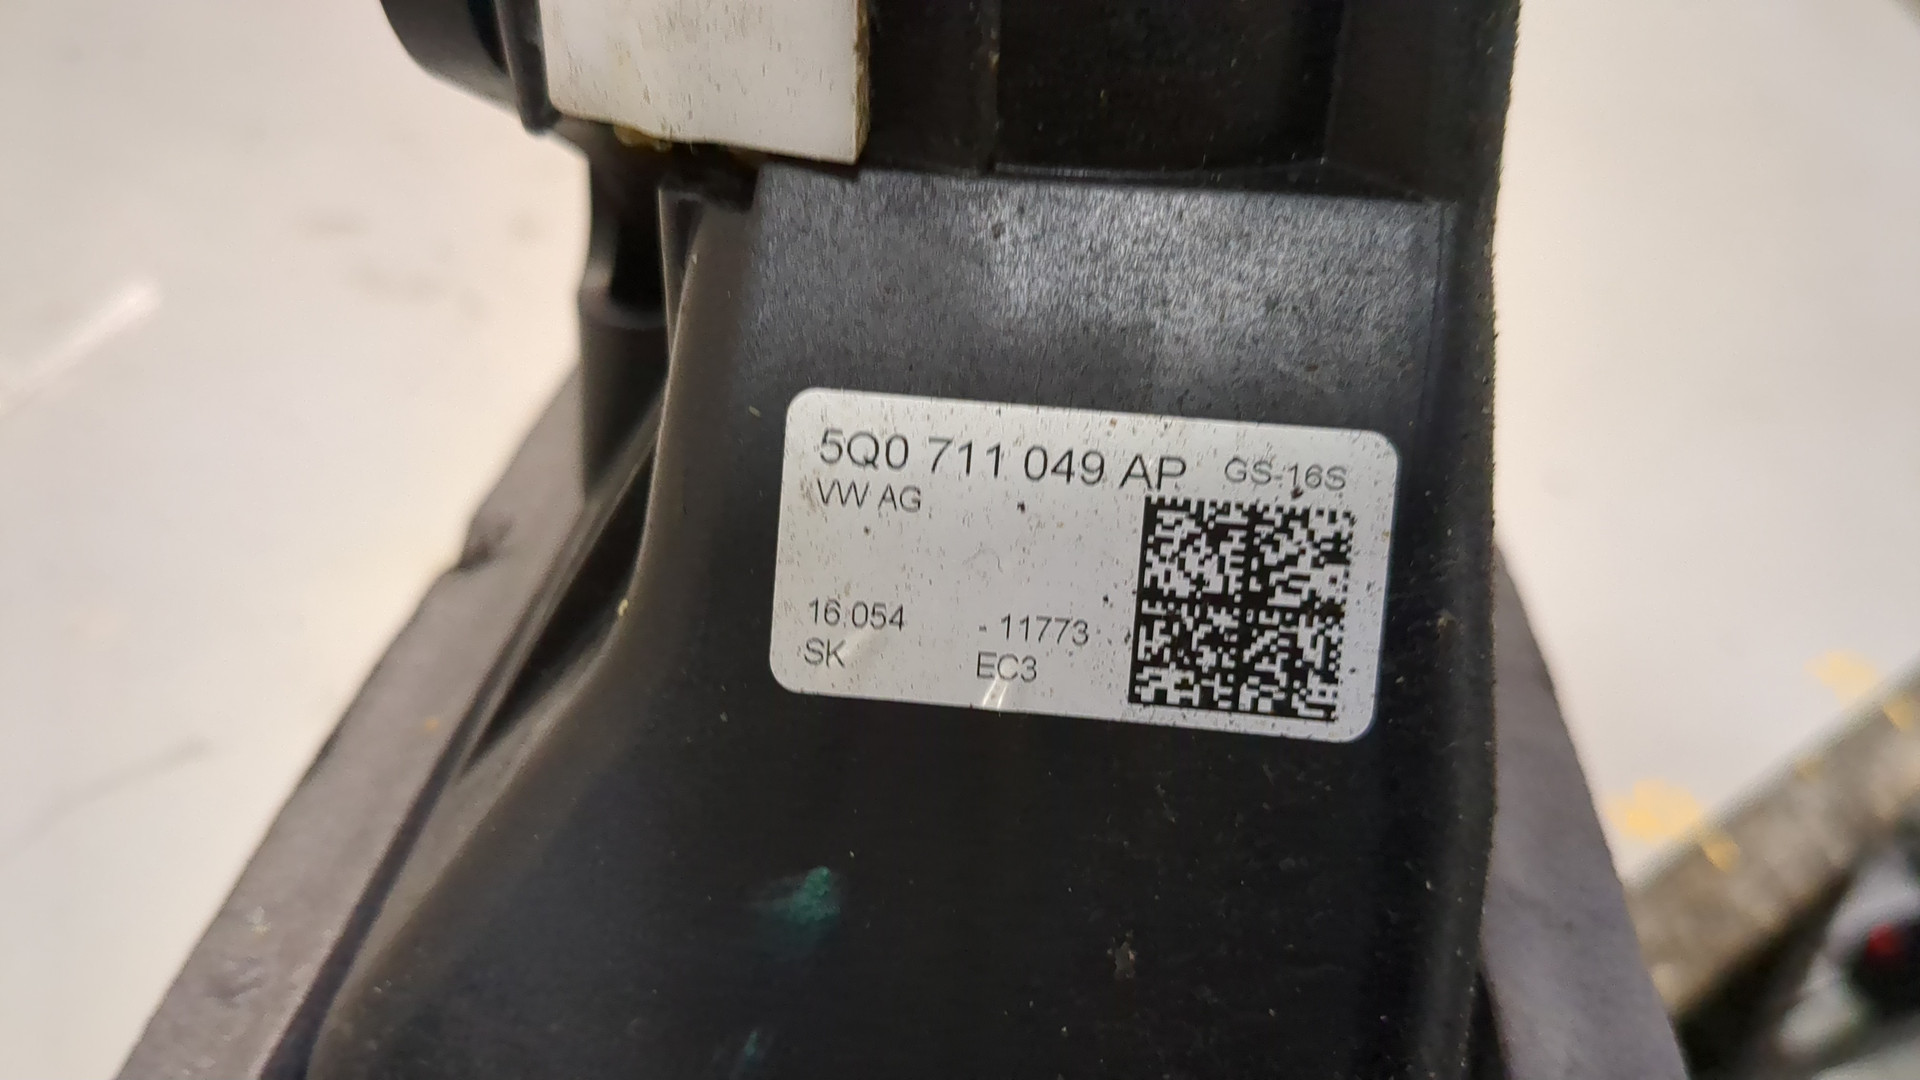 5Q0 711 049 AP GS-16S
VW AG
16.054 - 11773
SK EC3